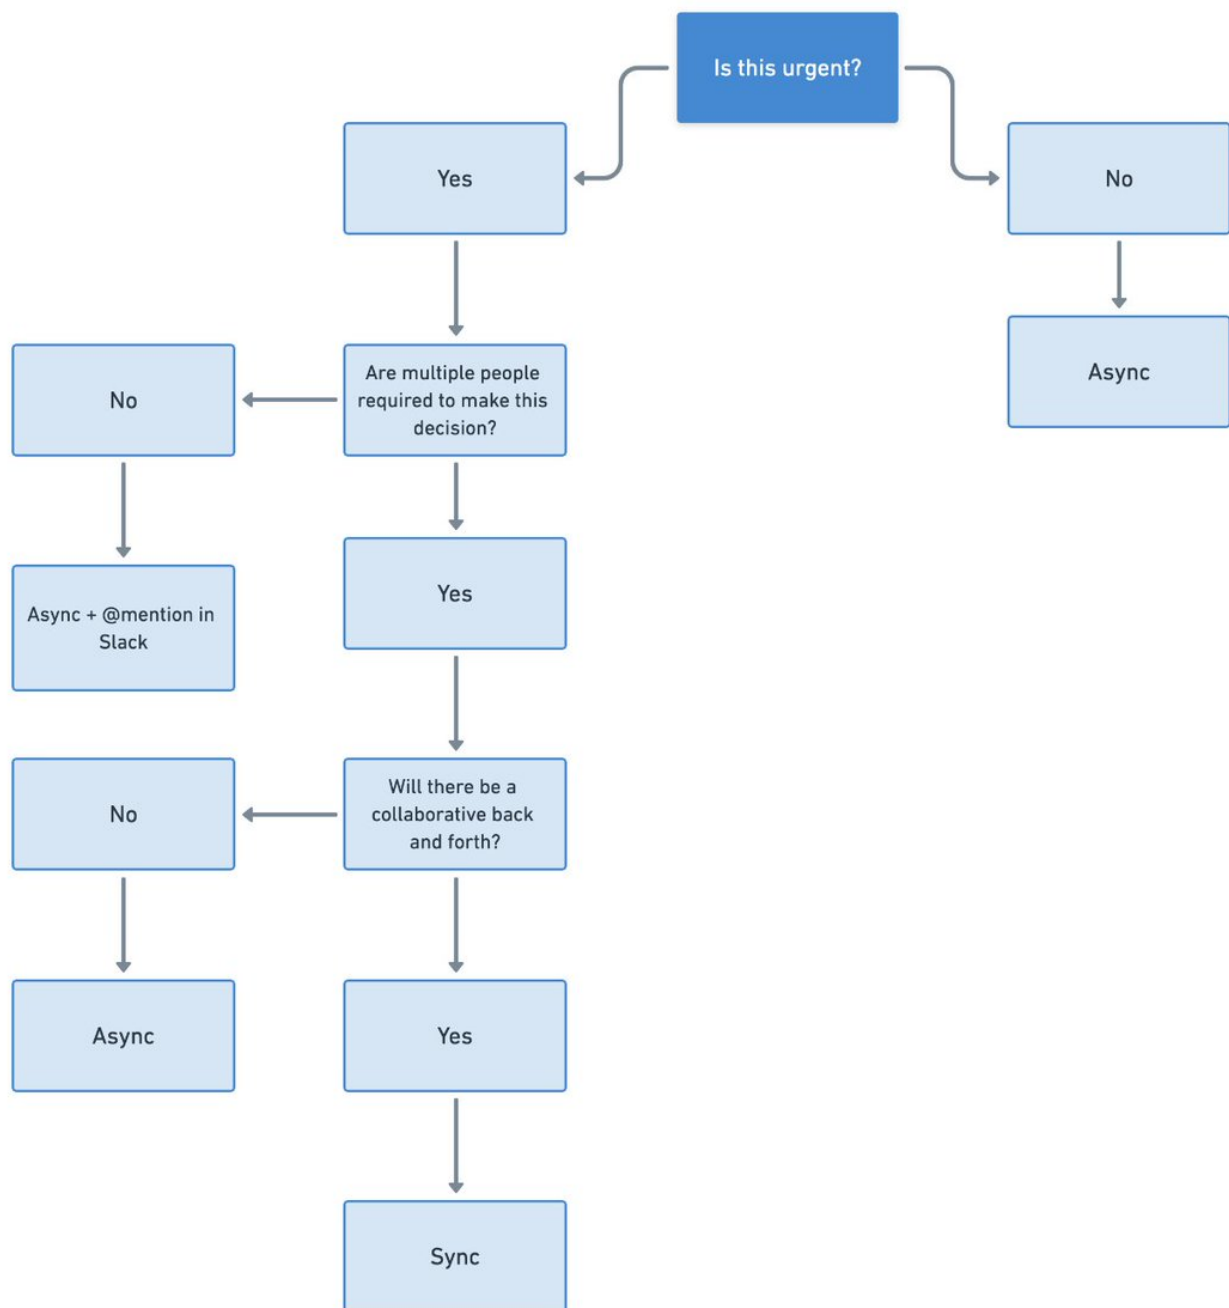 Is this urgent?
Yes
No
Async
No
Are multiple people
required to make this
decision?
Async + @mention in
Slack
Yes
No
Will there be a
collaborative back
and forth?
Async
Yes
Sync